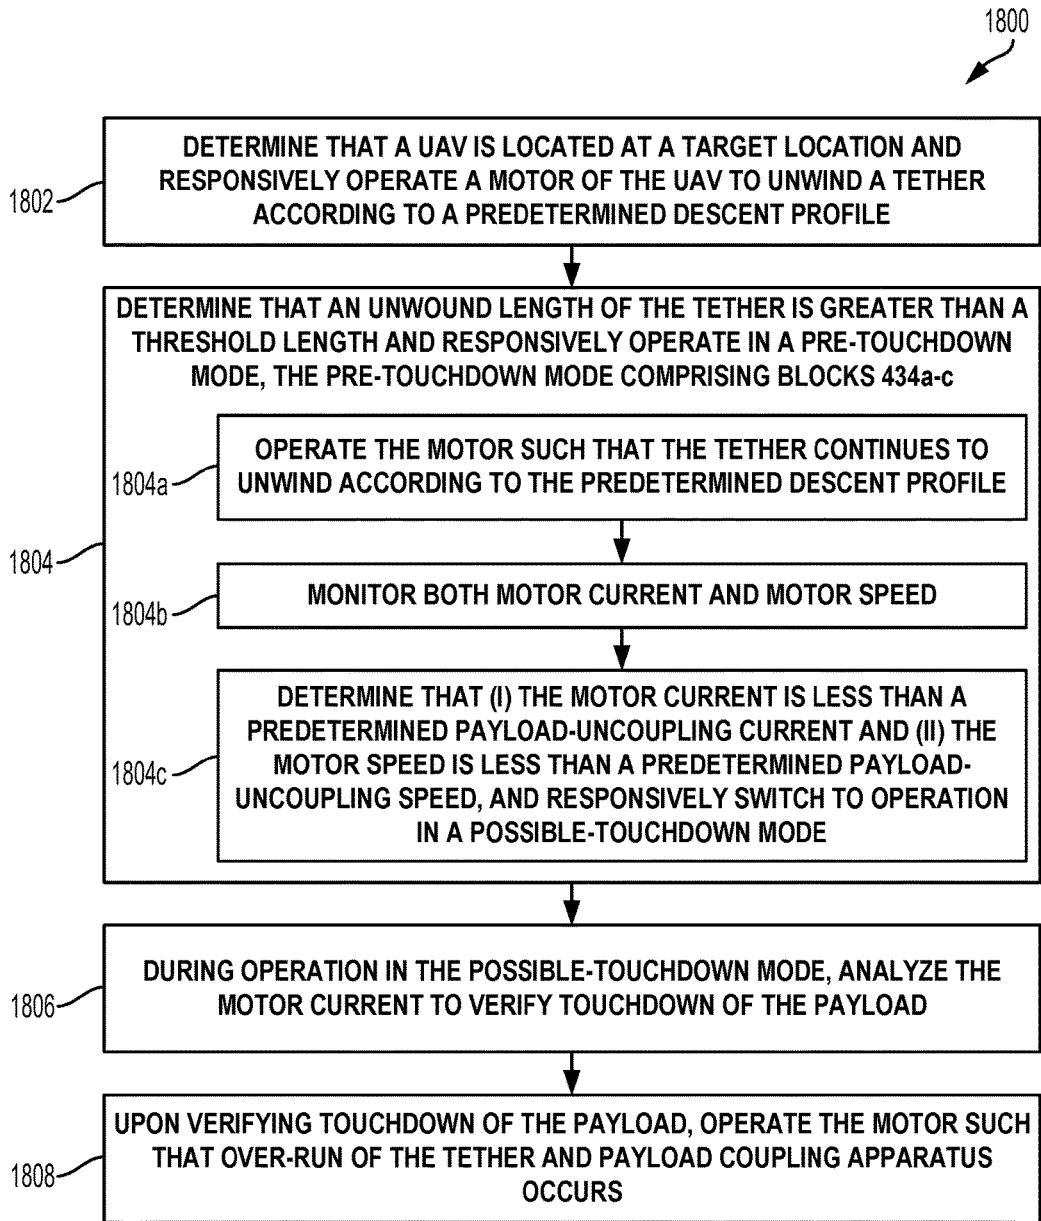 1800
DETERMINE THAT A UAV IS LOCATED AT A TARGET LOCATION AND
RESPONSIVELY OPERATE A MOTOR OF THE UAV TO UNWIND A TETHER
ACCORDING TO A PREDETERMINED DESCENT PROFILE
1802
DETERMINE THAT AN UNWOUND LENGTH OF THE TETHER IS GREATER THAN A
THRESHOLD LENGTH AND RESPONSIVELY OPERATE IN A PRE-TOUCHDOWN
MODE, THE PRE-TOUCHDOWN MODE COMPRISING BLOCKS 434a-c
OPERATE THE MOTOR SUCH THAT THE TETHER CONTINUES TO
UNWIND ACCORDING TO THE PREDETERMINED DESCENT PROFILE
1804a
1804
MONITOR BOTH MOTOR CURRENT AND MOTOR SPEED
1804b
DETERMINE THAT (I) THE MOTOR CURRENT IS LESS THAN A
PREDETERMINED PAYLOAD-UNCOUPLING CURRENT AND (II) THE
MOTOR SPEED IS LESS THAN A PREDETERMINED PAYLOAD-
UNCOUPLING SPEED, AND RESPONSIVELY SWITCH TO OPERATION
IN A POSSIBLE-TOUCHDOWN MODE
1804c
DURING OPERATION IN THE POSSIBLE-TOUCHDOWN MODE, ANALYZE THE
MOTOR CURRENT TO VERIFY TOUCHDOWN OF THE PAYLOAD
1806
UPON VERIFYING TOUCHDOWN OF THE PAYLOAD, OPERATE THE MOTOR SUCH
THAT OVER-RUN OF THE TETHER AND PAYLOAD COUPLING APPARATUS
OCCURS
1808